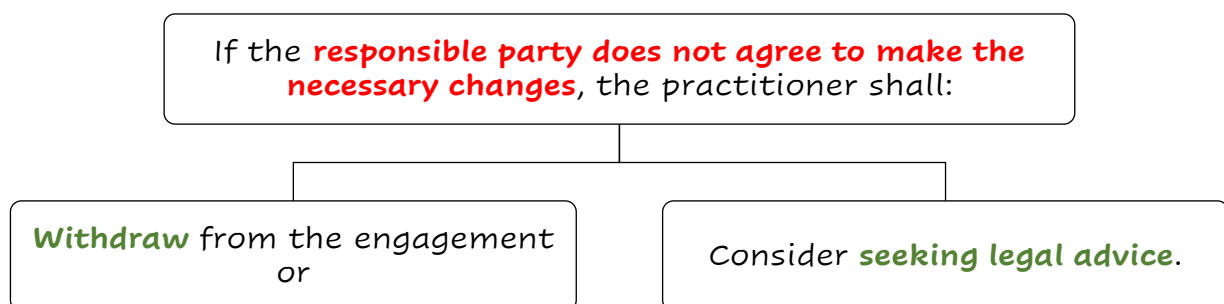 If the responsible party does not agree to make the
necessary changes, the practitioner shall:
Withdraw from the engagement
or
Consider seeking legal advice.